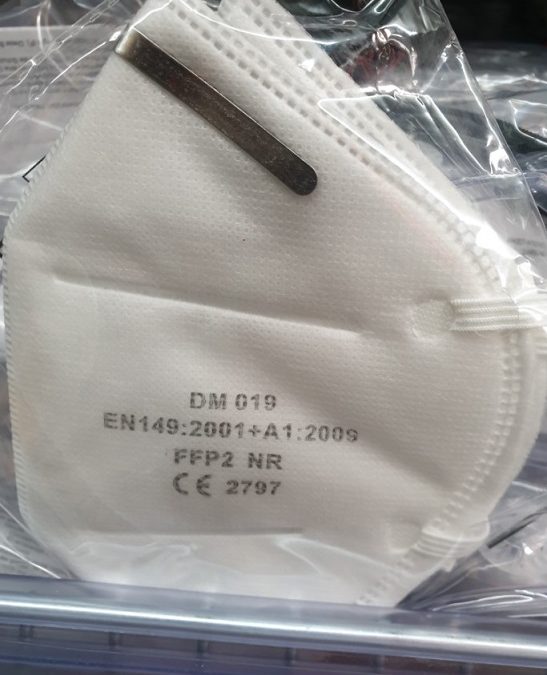 DM 019
EN149:2001+A1:2009
FFP2 NR
CE 2797